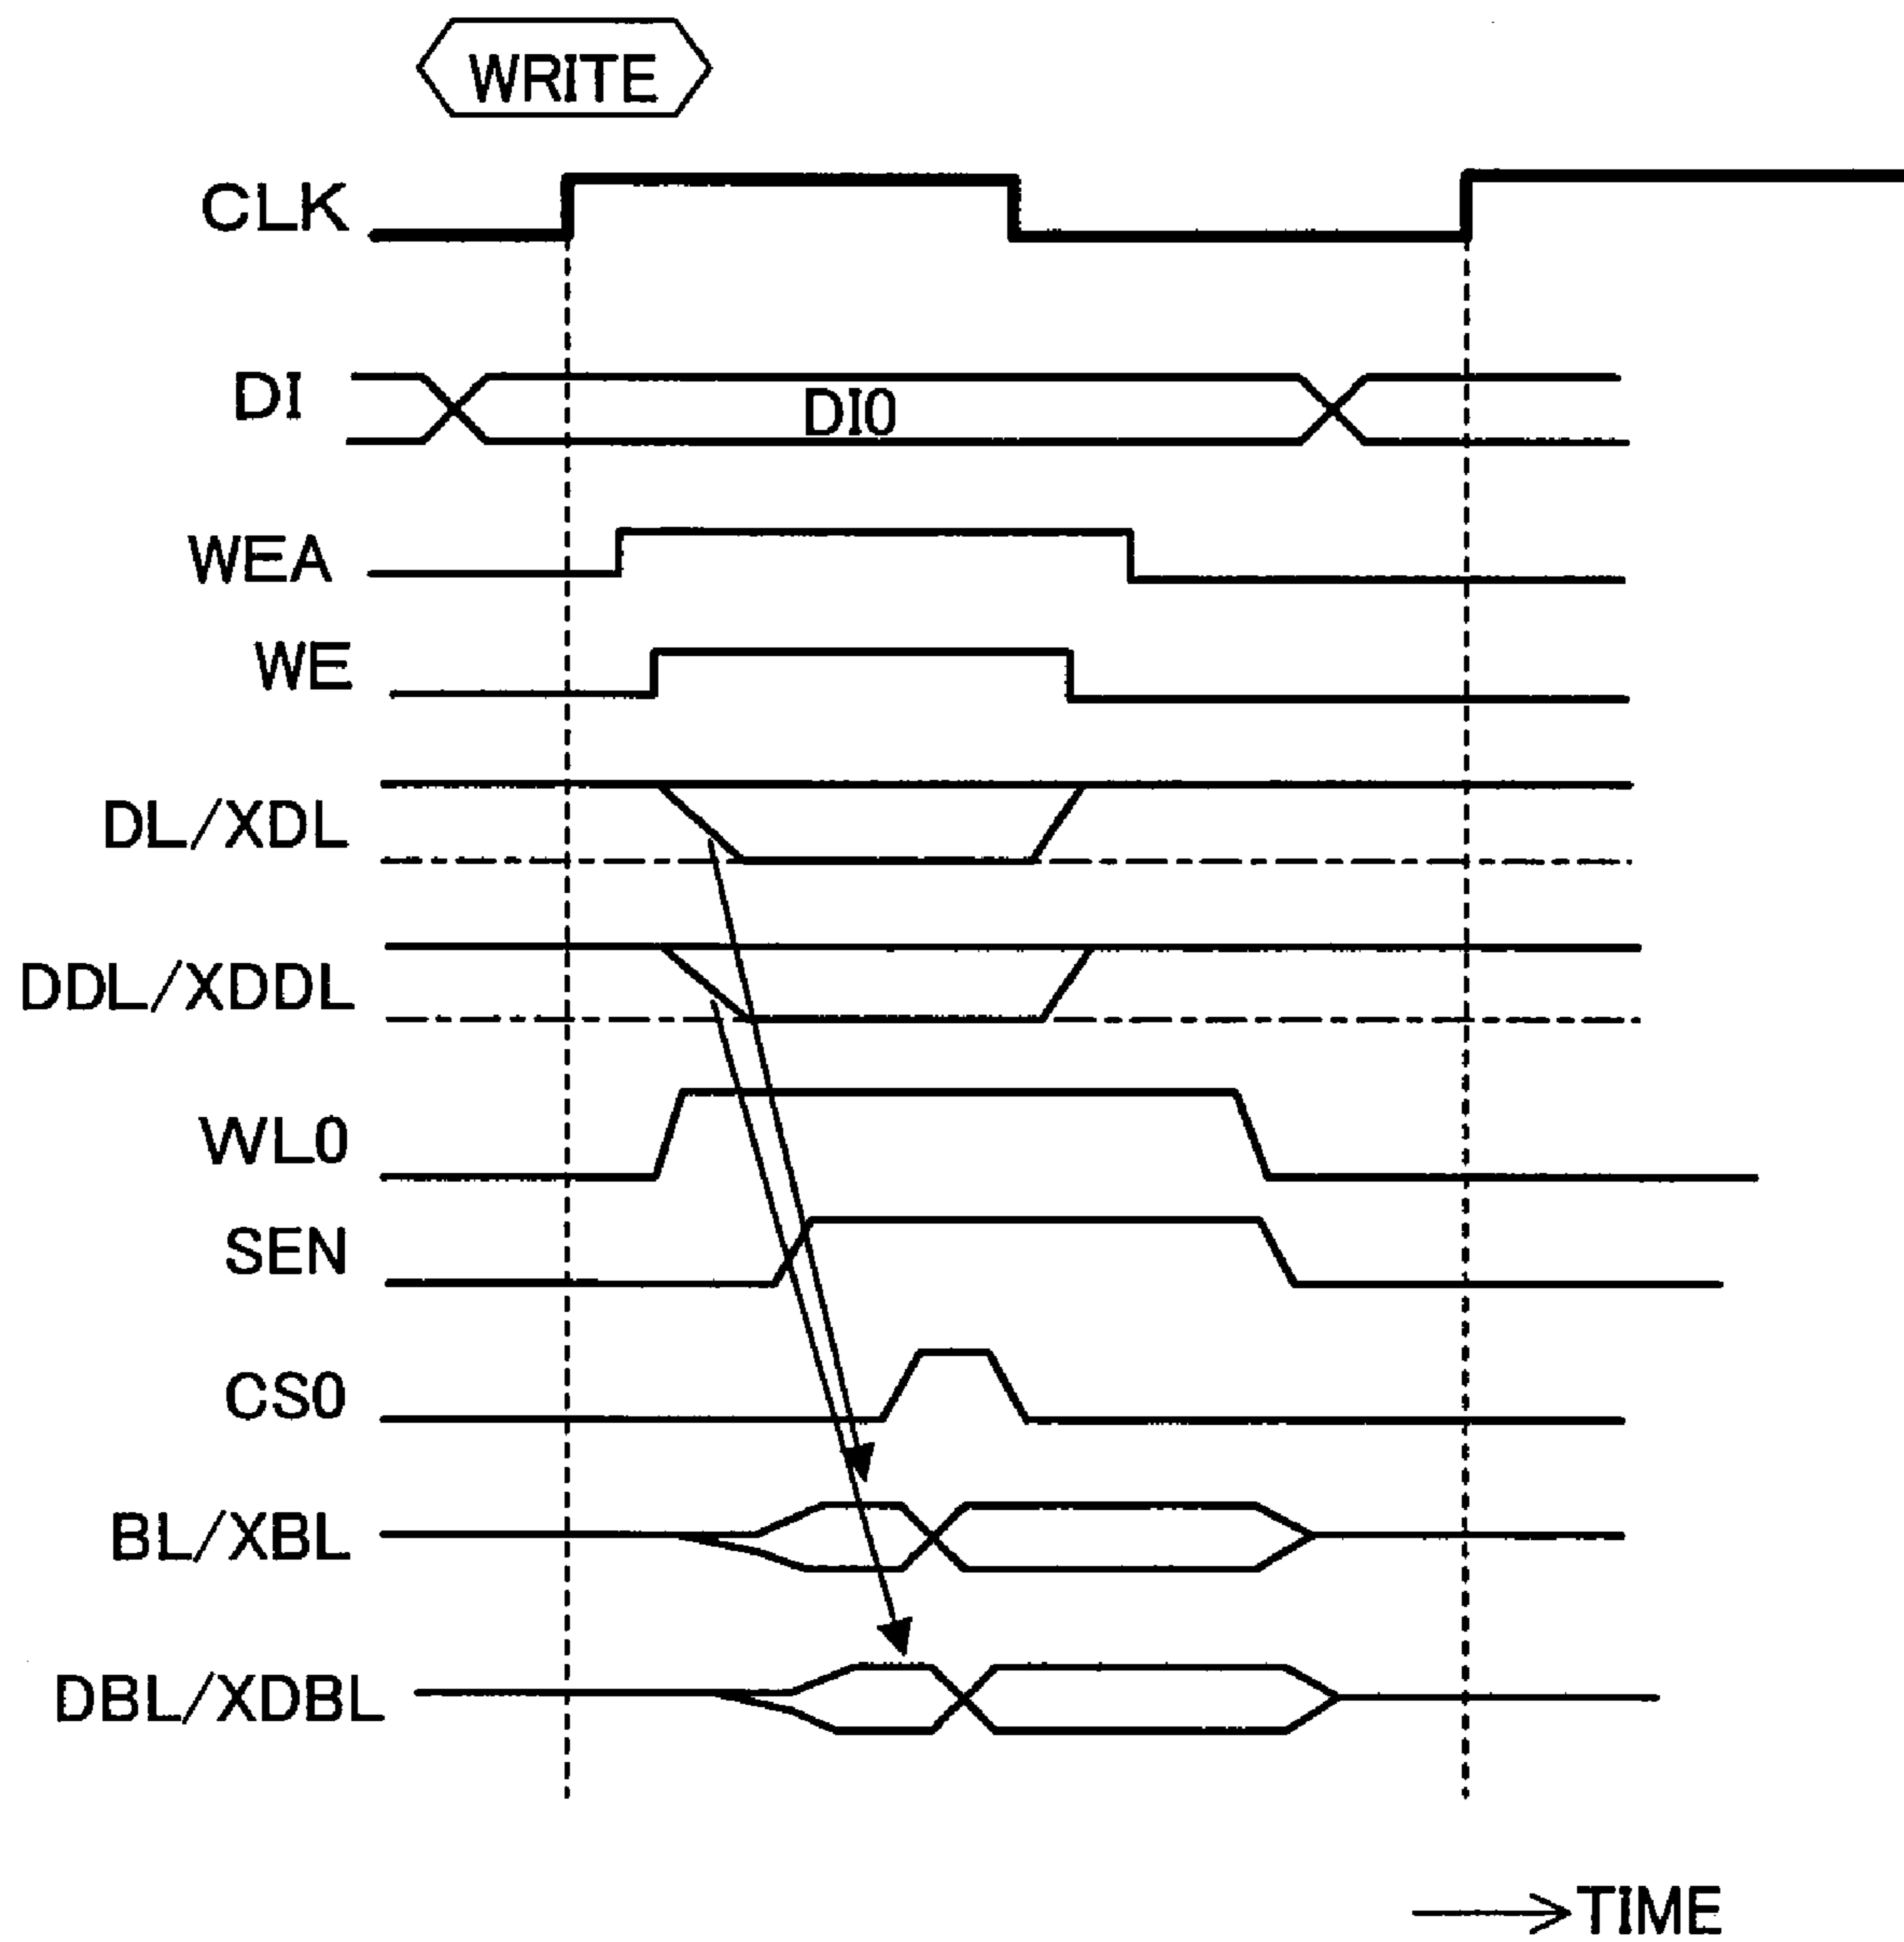 WRITE
CLK
DI
DI0
WEA
WE
DL/XDL
DDL/XDDL
WL0
SEN
CS0
BL/XBL
DBL/XDBL
TIME